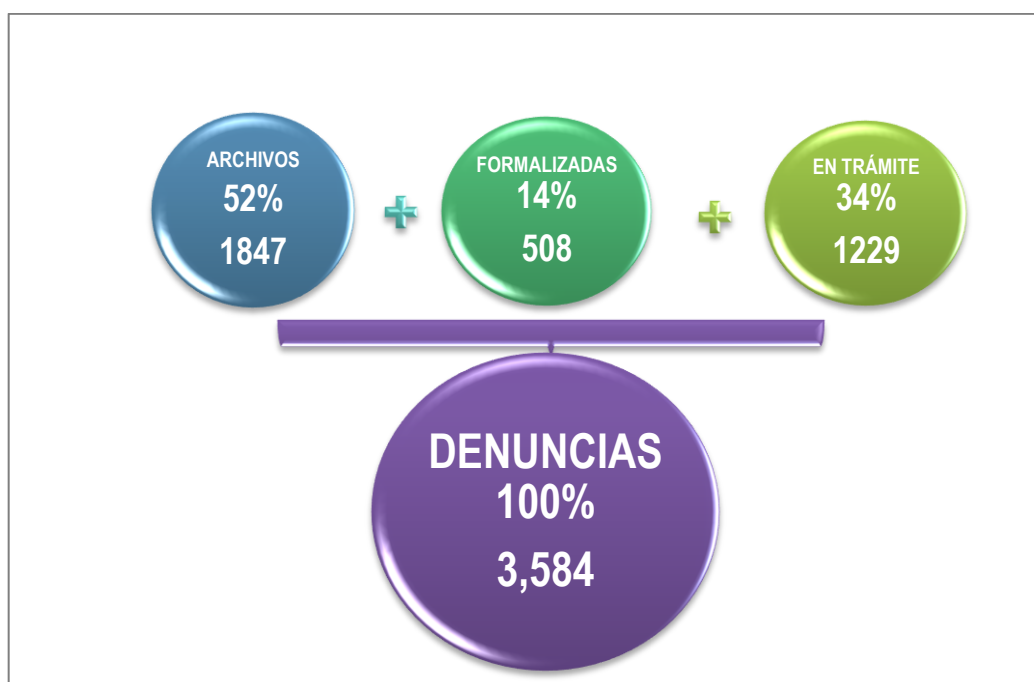 ARCHIVOS
52%
1847
FORMALIZADAS
14%
508
EN TRÁMITE
34%
1229
DENUNCIAS
100%
3,584